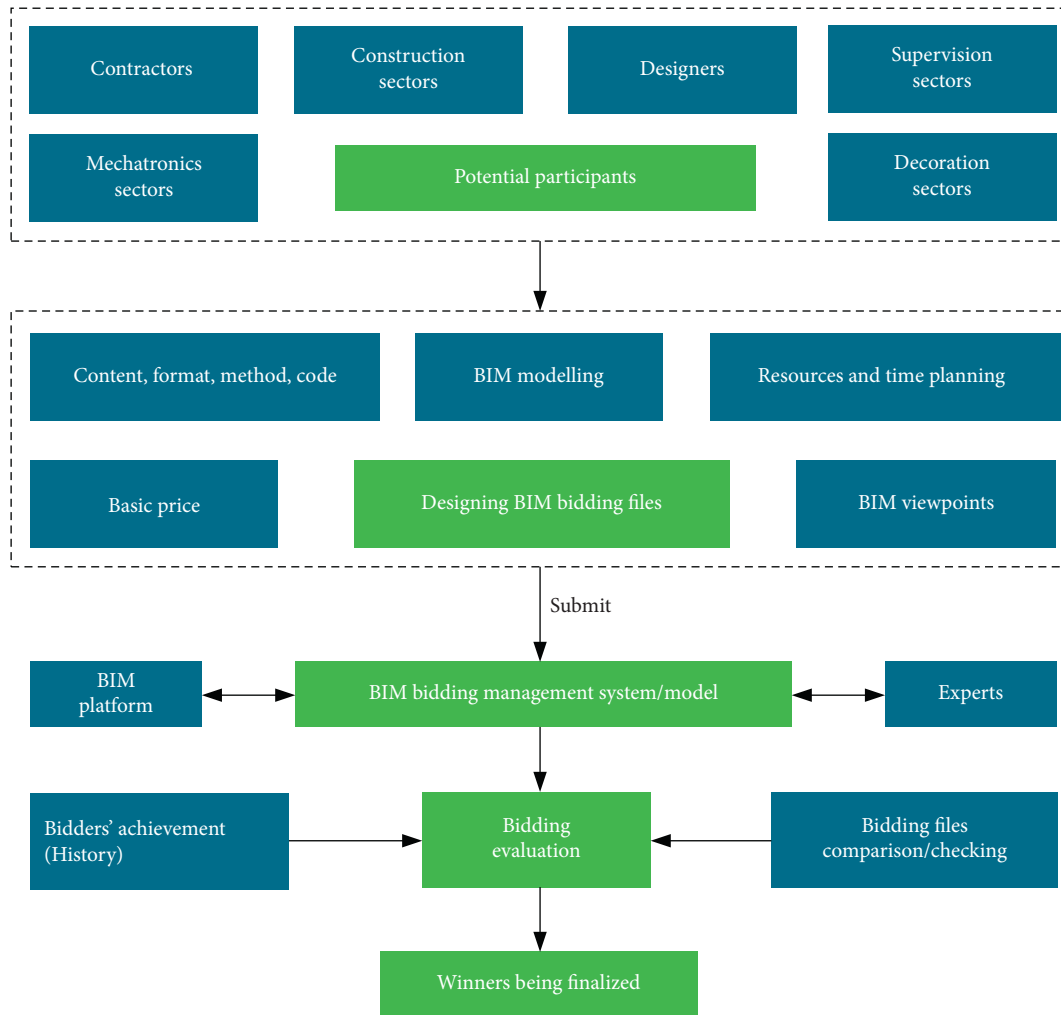 Contractors
Construction
sectors
Designers
Supervision
sectors
Mechatronics
sectors
Potential participants
Decoration
sectors
Content, format, method, code
BIM modelling
Resources and time planning
Basic price
Designing BIM bidding files
BIM viewpoints
Submit
BIM
platform
BIM bidding management system/model
Experts
Bidders’ achievement
(History)
Bidding
evaluation
Bidding files
comparison/checking
Winners being finalized